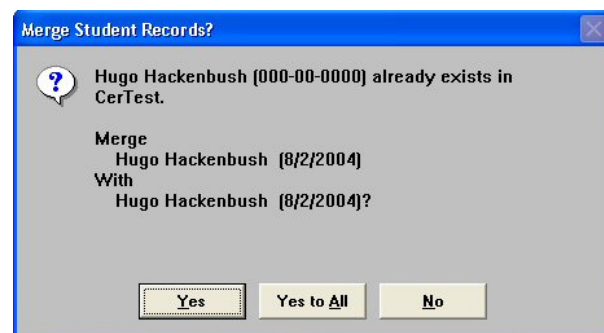 Merge Student Records?
Hugo Hackenbush (000-00-0000) already exists in
CerTest.
Merge
Hugo Hackenbush (8/2/2004)
With
Hugo Hackenbush (8/2/2004)?
Yes
Yes to All
No